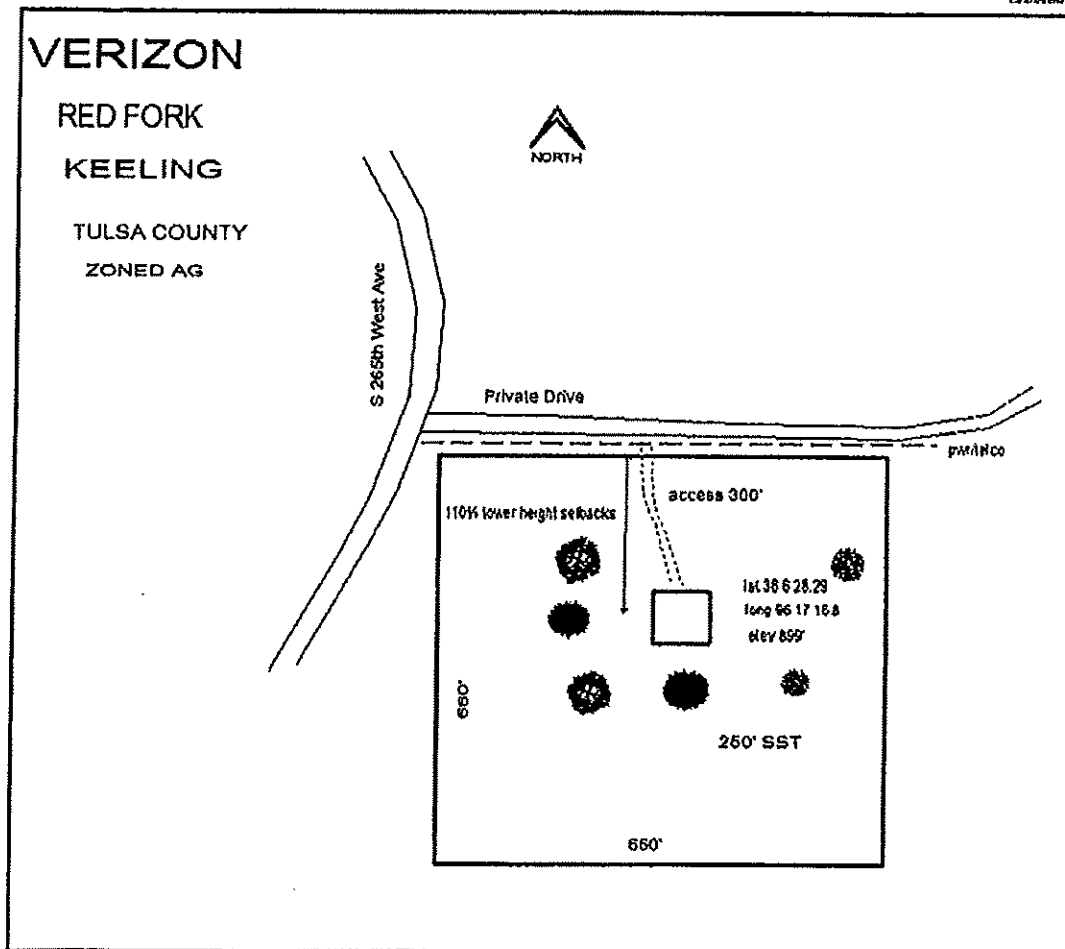 VERIZON
RED FORK
KEELING
TULSA COUNTY
ZONED AG
NORTH
S 265th West Ave
Private Drive
pwr/telco
access 300'
110% tower height setbacks
lat 36 6 28.29
long 96 17 16.8
elev 899'
660'
250' SST
660'